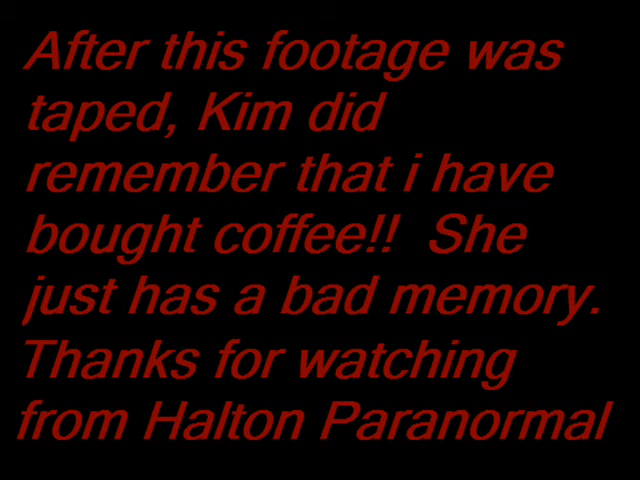 After this footage was
taped, Kim did
remember that i have
bought coffee!!  She
just has a bad memory.
Thanks for watching
from Halton Paranormal